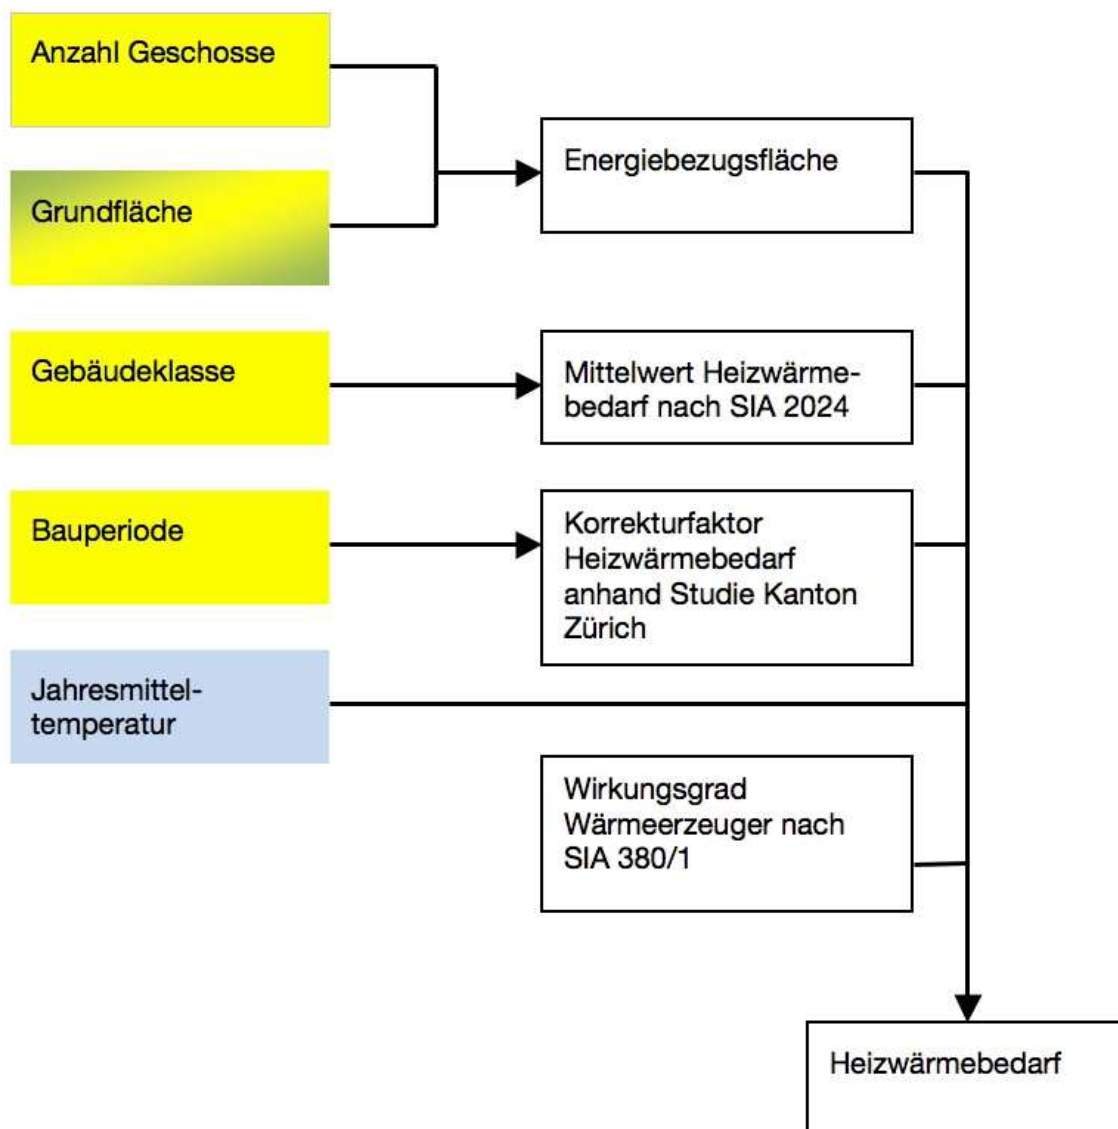 Anzahl Geschosse
Grundfläche
Energiebezugsfläche
Gebäudeklasse
Mittelwert Heizwärme-
bedarf nach SIA 2024
Bauperiode
Korrekturfaktor
Heizwärmebedarf
anhand Studie Kanton
Zürich
Jahresmittel-
temperatur
Wirkungsgrad
Wärmeerzeuger nach
SIA 380/1
Heizwärmebedarf